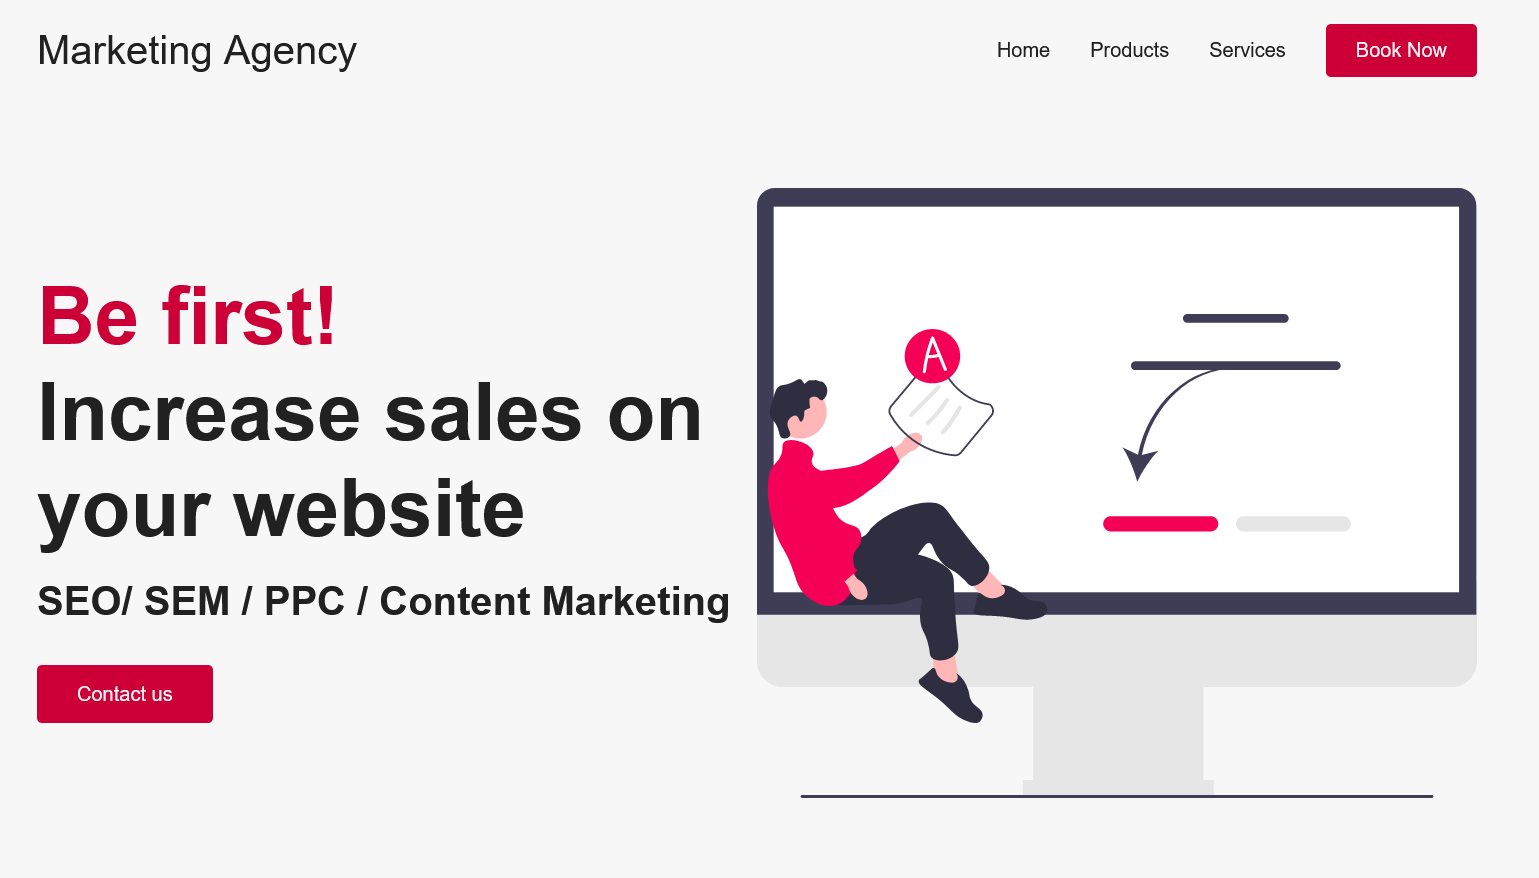 Marketing Agency
Home Products Services Book Now
Be first!
Increase sales on
your website
SEO/ SEM / PPC / Content Marketing
Contact us
A